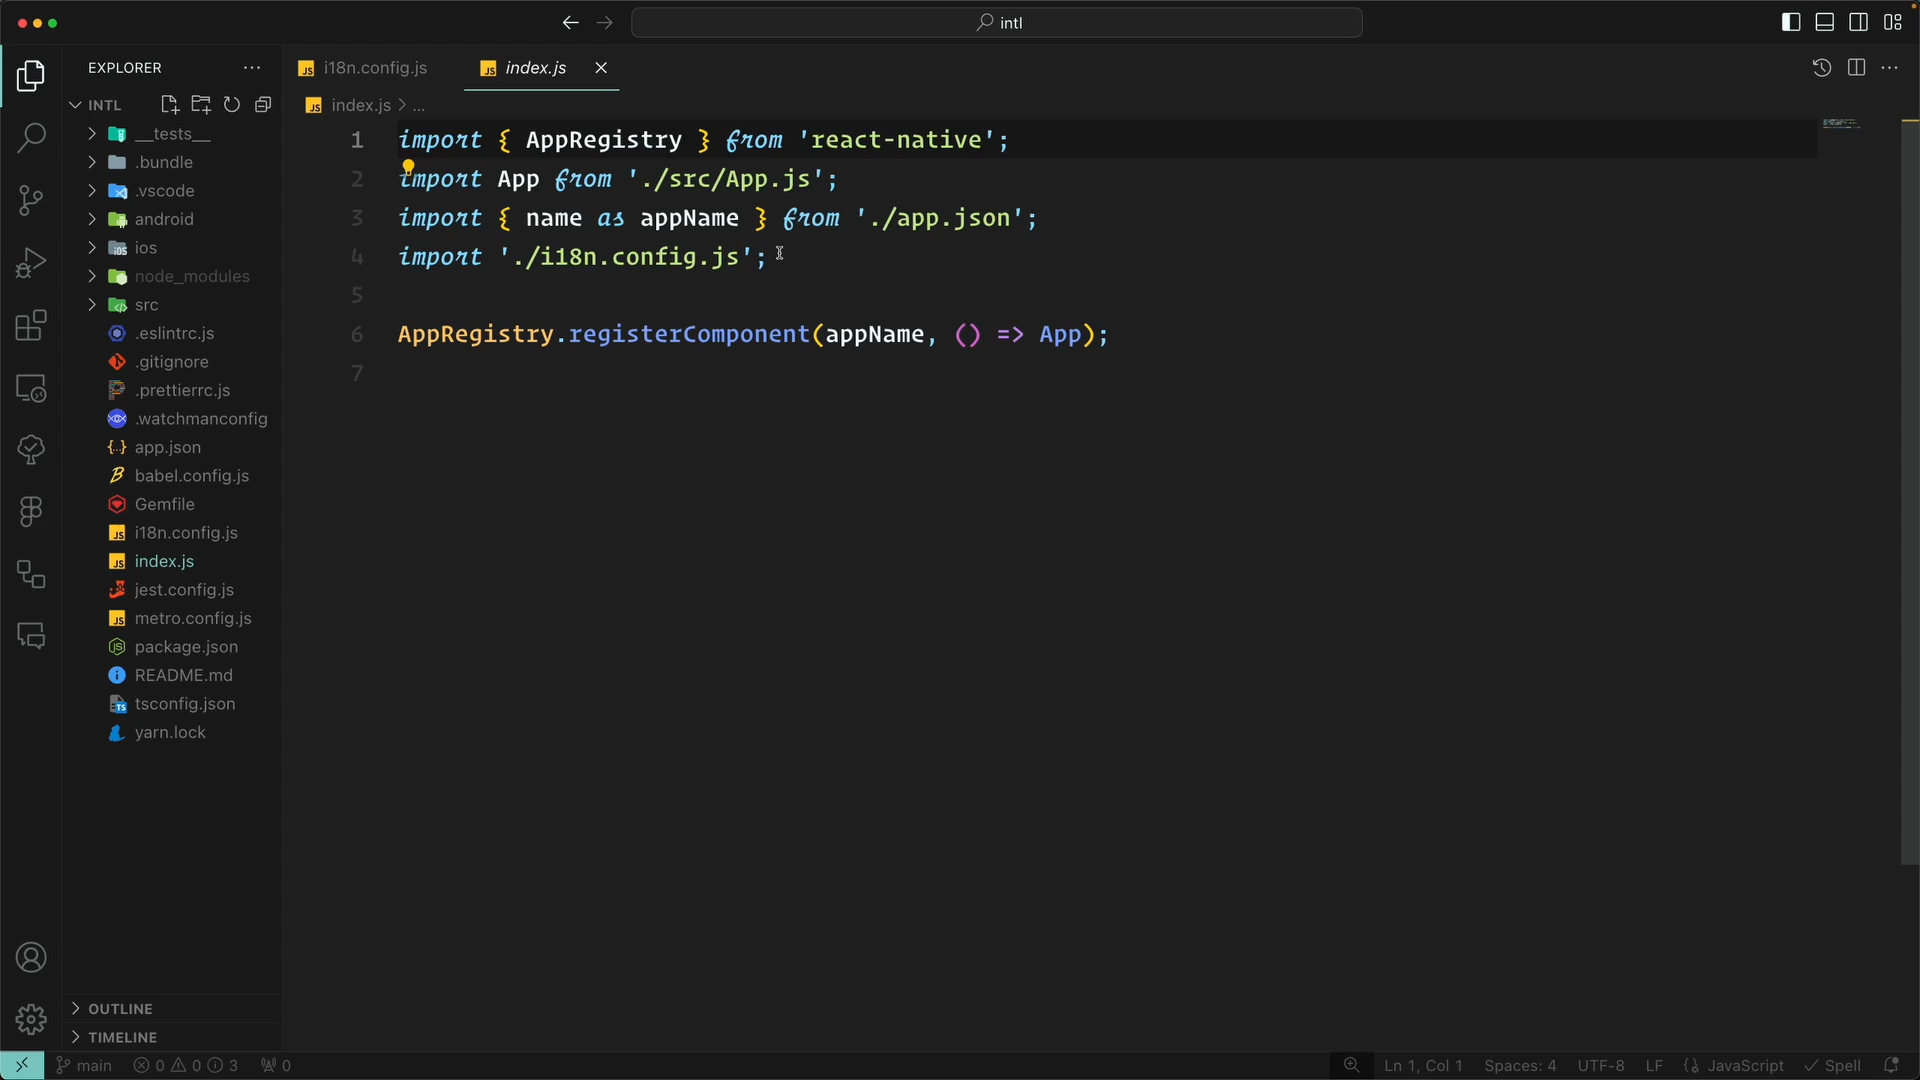 intl
EXPLORER
INTL
__tests__
.bundle
.vscode
android
ios
node_modules
src
.eslintrc.js
.gitignore
.prettierrc.js
.watchmanconfig
app.json
babel.config.js
Gemfile
i18n.config.js
index.js
jest.config.js
metro.config.js
package.json
README.md
tsconfig.json
yarn.lock
OUTLINE
TIMELINE
i18n.config.js
index.js
index.js > ...
1 import { AppRegistry } from 'react-native';
2 import App from './src/App.js';
3 import { name as appName } from './app.json';
4 import './i18n.config.js';
5
6 AppRegistry.registerComponent(appName, () => App);
7
main 0 0 3 0 Ln 1, Col 1 Spaces: 4 UTF-8 LF JavaScript Spell